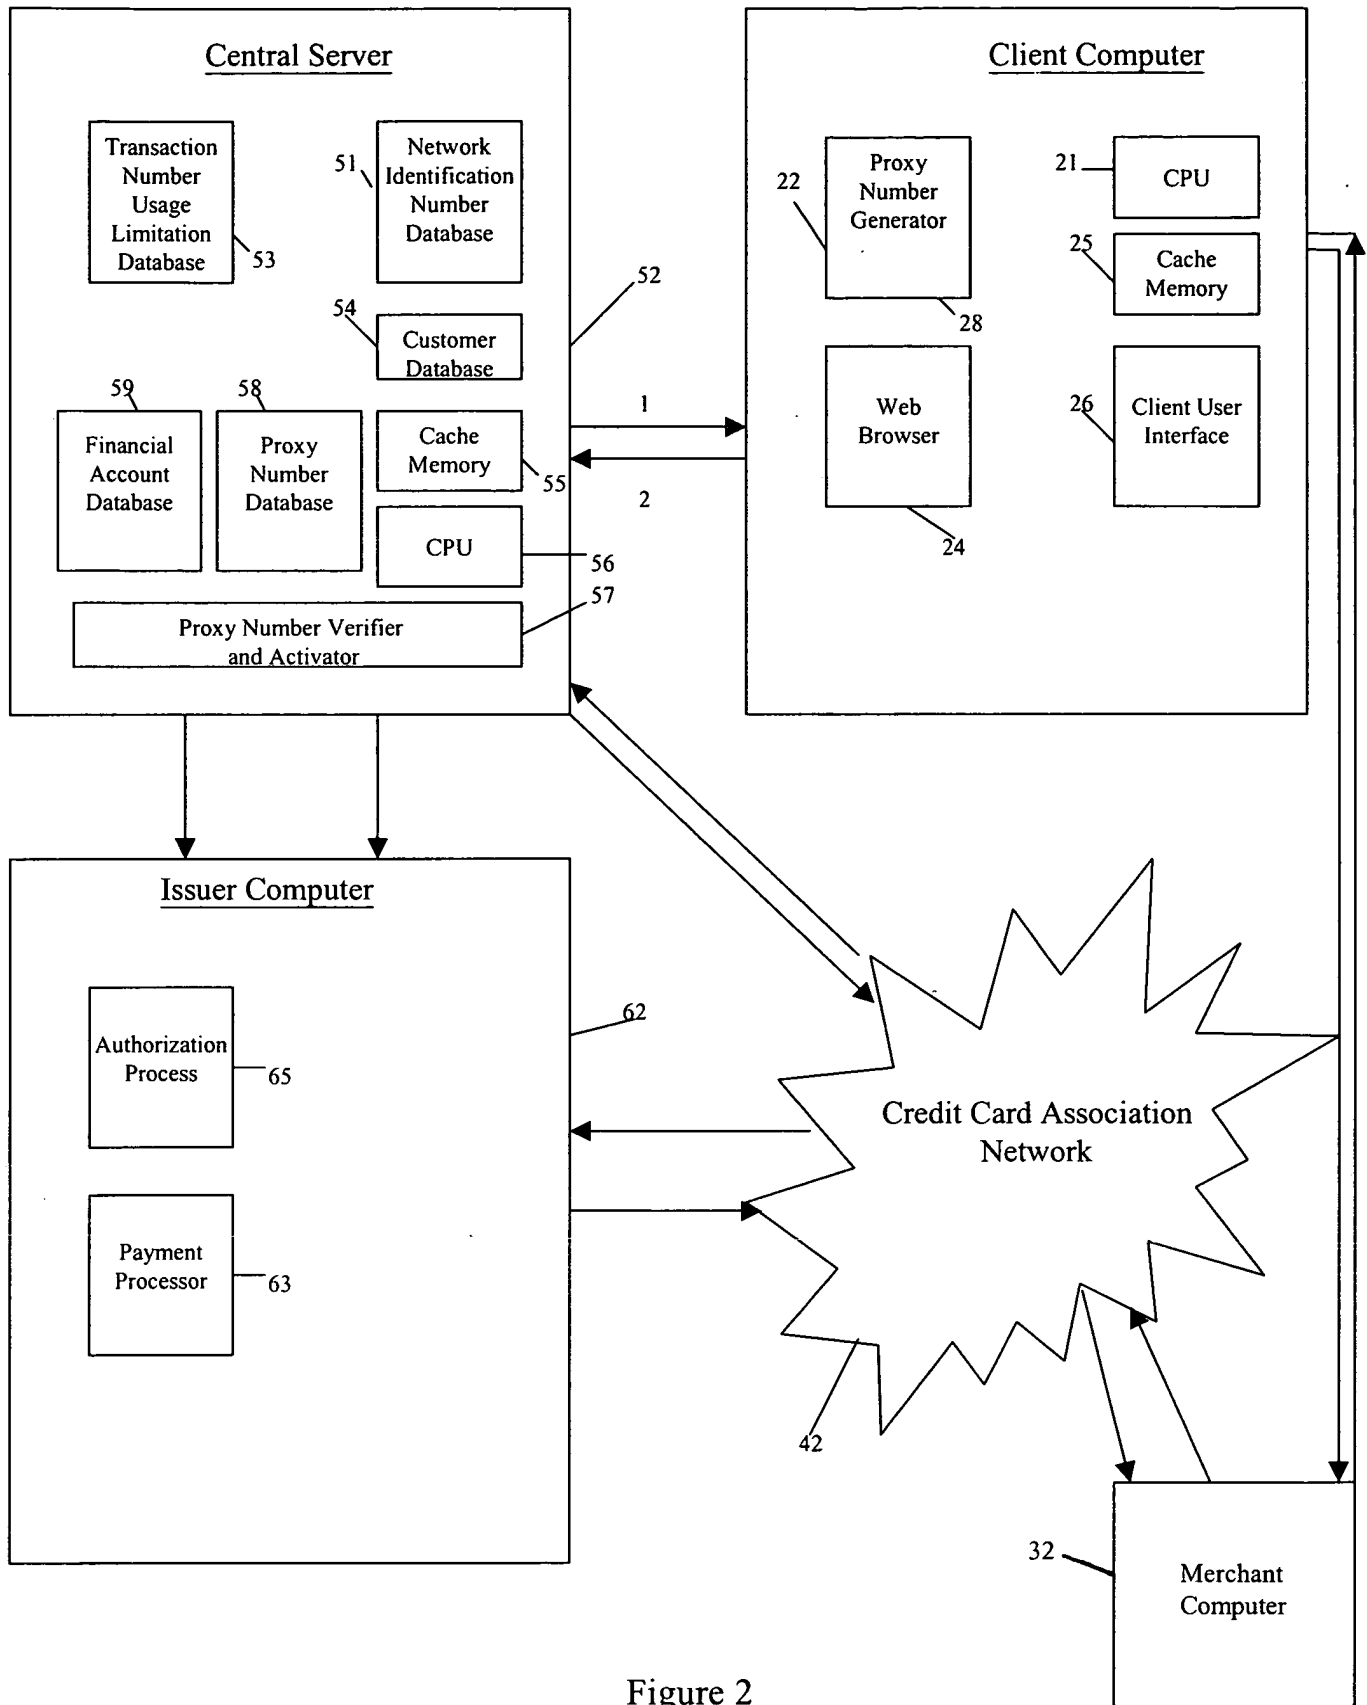 Central Server
Transaction
Number
Usage
Limitation
Database
53
51
Network
Identification
Number
Database
52
54
Customer
Database
59
Financial
Account
Database
58
Proxy
Number
Database
Cache
Memory
55
CPU
56
57
Proxy Number Verifier
and Activator
1
2
Client Computer
22
Proxy
Number
Generator
28
21
CPU
25
Cache
Memory
Web
Browser
24
26
Client User
Interface
Issuer Computer
62
Authorization
Process
65
Payment
Processor
63
Credit Card Association
Network
42
32
Merchant
Computer
Figure 2